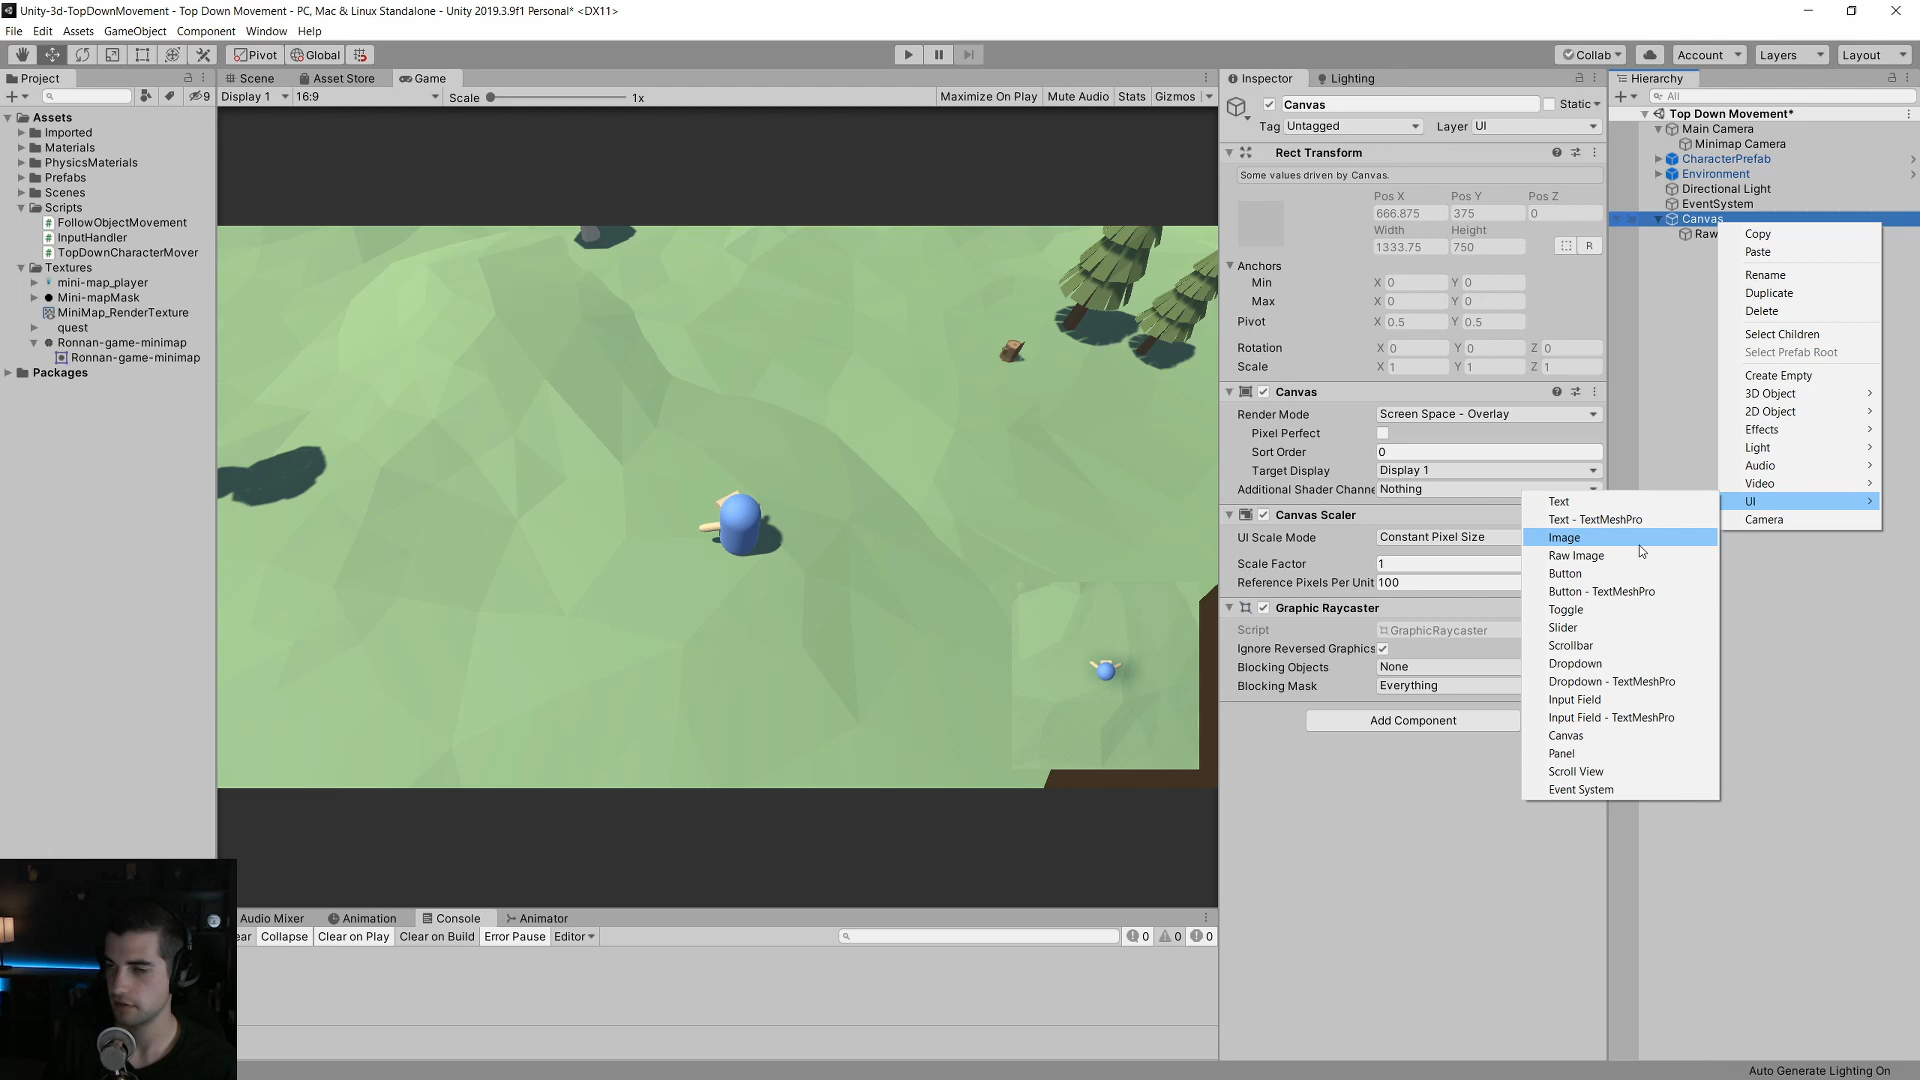 Unity-3d-TopDownMovement - Top Down Movement - PC, Mac & Linux Standalone - Unity 2019.3.9f1 Personal* <DX11>
File Edit Assets GameObject Component Window Help
Pivot Global Collab Account Layers Layout
Project
9
Assets
Imported
Materials
PhysicsMaterials
Prefabs
Scenes
Scripts
FollowObjectMovement
InputHandler
TopDownCharacterMover
Textures
mini-map_player
Mini-mapMask
MiniMap_RenderTexture
quest
Ronnan-game-minimap
Ronnan-game-minimap
Packages
Scene Asset Store Game
Display 1 16:9 Scale 1x Maximize On Play Mute Audio Stats Gizmos
Audio Mixer Animation Console Animator
ear Collapse Clear on Play Clear on Build Error Pause Editor 0 0 0
Inspector Lighting
Canvas Static
Tag Untagged Layer UI
Rect Transform
Some values driven by Canvas.
Pos X Pos Y Pos Z
666.875 375 0
Width Height
1333.75 750 R
Anchors
Min X 0 Y 0
Max X 0 Y 0
Pivot X 0.5 Y 0.5
Rotation X 0 Y 0 Z 0
Scale X 1 Y 1 Z 1
Canvas
Render Mode Screen Space - Overlay
Pixel Perfect
Sort Order 0
Target Display Display 1
Additional Shader Channe Nothing
Canvas Scaler
UI Scale Mode Constant Pixel Size
Scale Factor 1
Reference Pixels Per Unit 100
Graphic Raycaster
Script GraphicRaycaster
Ignore Reversed Graphics
Blocking Objects None
Blocking Mask Everything
Add Component
Hierarchy
All
Top Down Movement*
Main Camera
Minimap Camera
CharacterPrefab
Environment
Directional Light
EventSystem
Canvas
Raw
Copy
Paste
Rename
Duplicate
Delete
Select Children
Select Prefab Root
Create Empty
3D Object
2D Object
Effects
Light
Audio
Video
UI
Camera
Text
Text - TextMeshPro
Image
Raw Image
Button
Button - TextMeshPro
Toggle
Slider
Scrollbar
Dropdown
Dropdown - TextMeshPro
Input Field
Input Field - TextMeshPro
Canvas
Panel
Scroll View
Event System
Auto Generate Lighting On